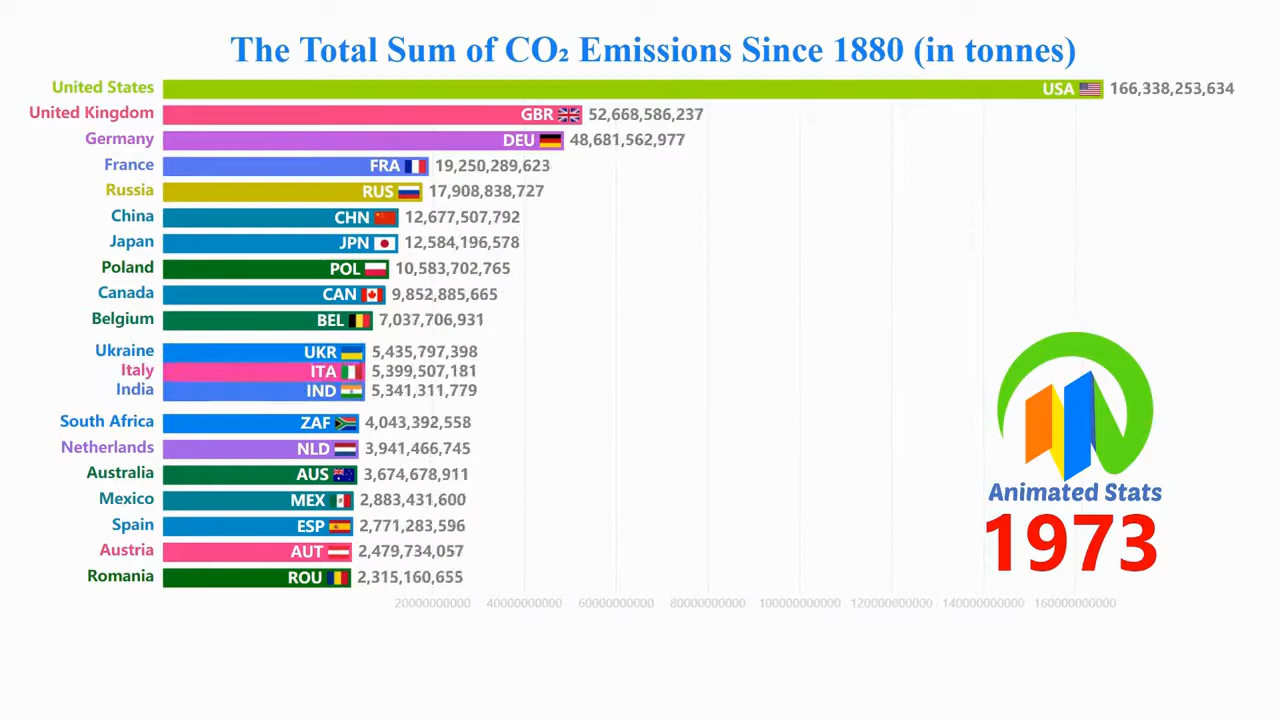 The Total Sum of CO₂ Emissions Since 1880 (in tonnes)
United States USA 166,338,253,634
United Kingdom GBR 52,668,586,237
Germany DEU 48,681,562,977
France FRA 19,250,289,623
Russia RUS 17,908,838,727
China CHN 12,677,507,792
Japan JPN 12,584,196,578
Poland POL 10,583,702,765
Canada CAN 9,852,885,665
Belgium BEL 7,037,706,931
Ukraine UKR 5,435,797,398
Italy ITA 5,399,507,181
India IND 5,341,311,779
South Africa ZAF 4,043,392,558
Netherlands NLD 3,941,466,745
Australia AUS 3,674,678,911
Mexico MEX 2,883,431,600
Spain ESP 2,771,283,596
Austria AUT 2,479,734,057
Romania ROU 2,315,160,655
Animated Stats
1973
20000000000 40000000000 60000000000 80000000000 100000000000 120000000000 140000000000 160000000000